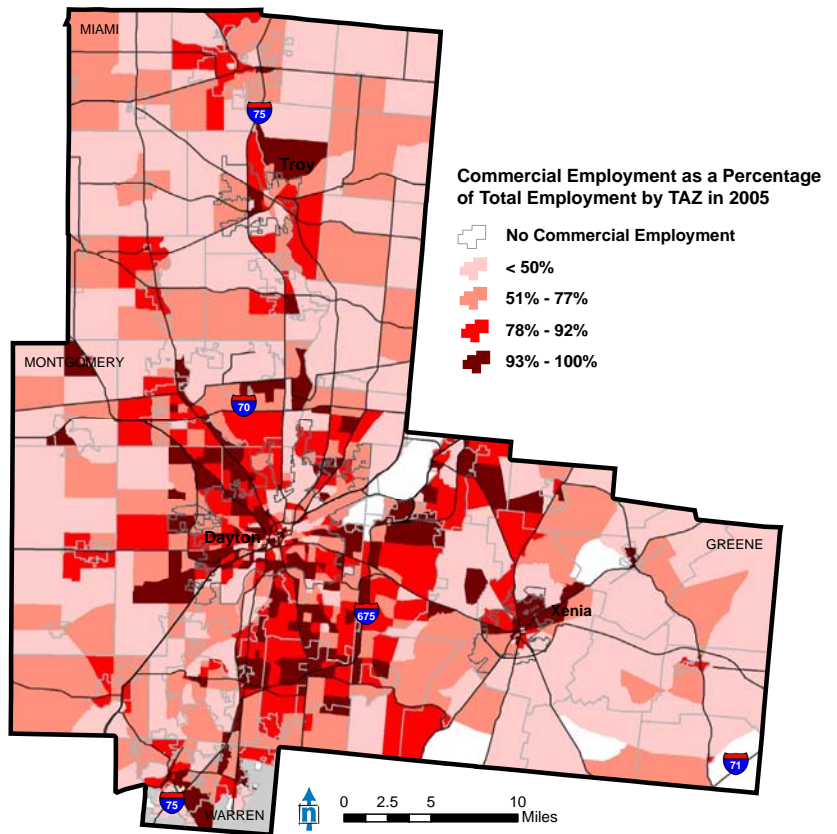 MIAMI
75
Troy
Commercial Employment as a Percentage
of Total Employment by TAZ in 2005
No Commercial Employment
< 50%
51% - 77%
78% - 92%
93% - 100%
MONTGOMERY
70
Dayton
GREENE
675
Xenia
71
75
WARREN
n
0 2.5 5 10
Miles